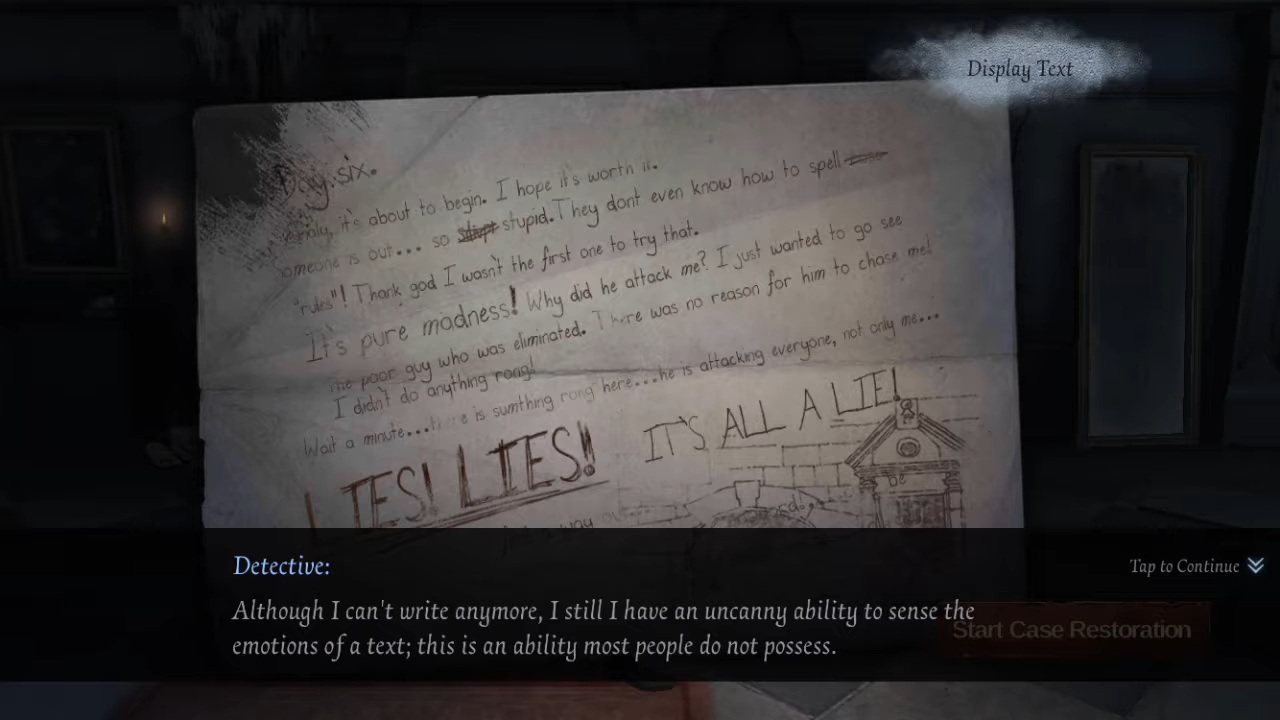 Display Text
Day six.
it's about to begin. I hope it's worth it.
omeone is out... so stupid. They dont even know how to spell
"rules"! Thank god I wasn't the first one to try that.
It's pure madness! Why did he attack me? I just wanted to go see
the poor guy who was eliminated. There was no reason for him to chase me!
I didn't do anything rong!
Wait a minute...there is sumthing rong here...he is attacking everyone, not only me...
LIES! LIES!
IT'S ALL A LIE!
Detective:
Tap to Continue
Although I can't write anymore, I still I have an uncanny ability to sense the
emotions of a text; this is an ability most people do not possess.
Start Case Restoration